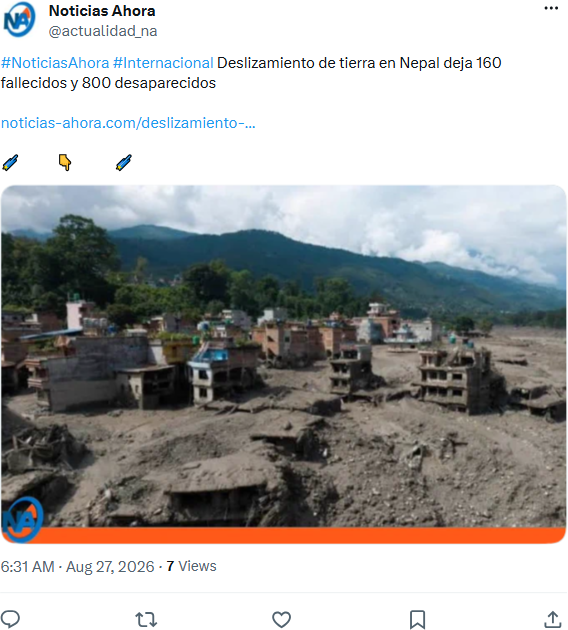 Noticias Ahora
@actualidad_na
#NoticiasAhora #Internacional Deslizamiento de tierra en Nepal deja 160
fallecidos y 800 desaparecidos
noticias-ahora.com/deslizamiento-...
NA
6:31 AM · Aug 27, 2026 · 7 Views